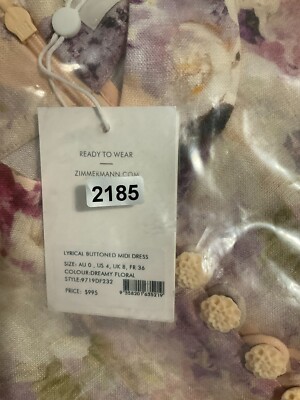 READY TO WEAR
ZIMMERMANN.COM
2185
LYRICAL BUTTONED MIDI DRESS
SIZE: AU 0 , US 4, UK 8, FR 36
COLOUR:DREAMY FLORAL
STYLE:9719DF232
PRICE: $995